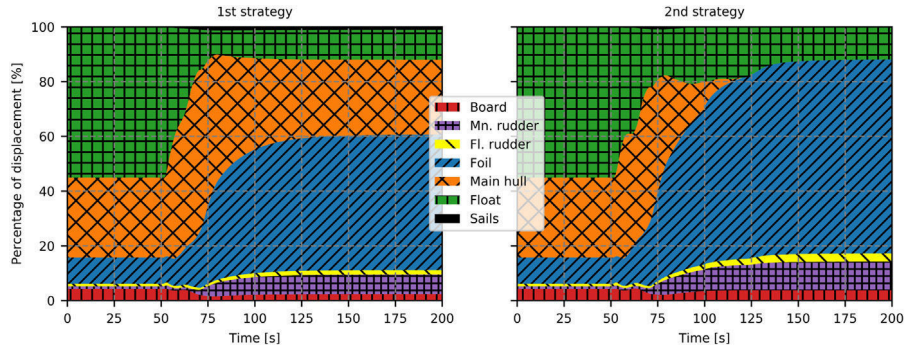 1st strategy
2nd strategy
Percentage of displacement [%]
100
80
60
40
20
0
0 25 50 75 100 125 150 175 200
Time [s]
0 25 50 75 100 125 150 175 200
Time [s]
Board
Mn. rudder
Fl. rudder
Foil
Main hull
Float
Sails